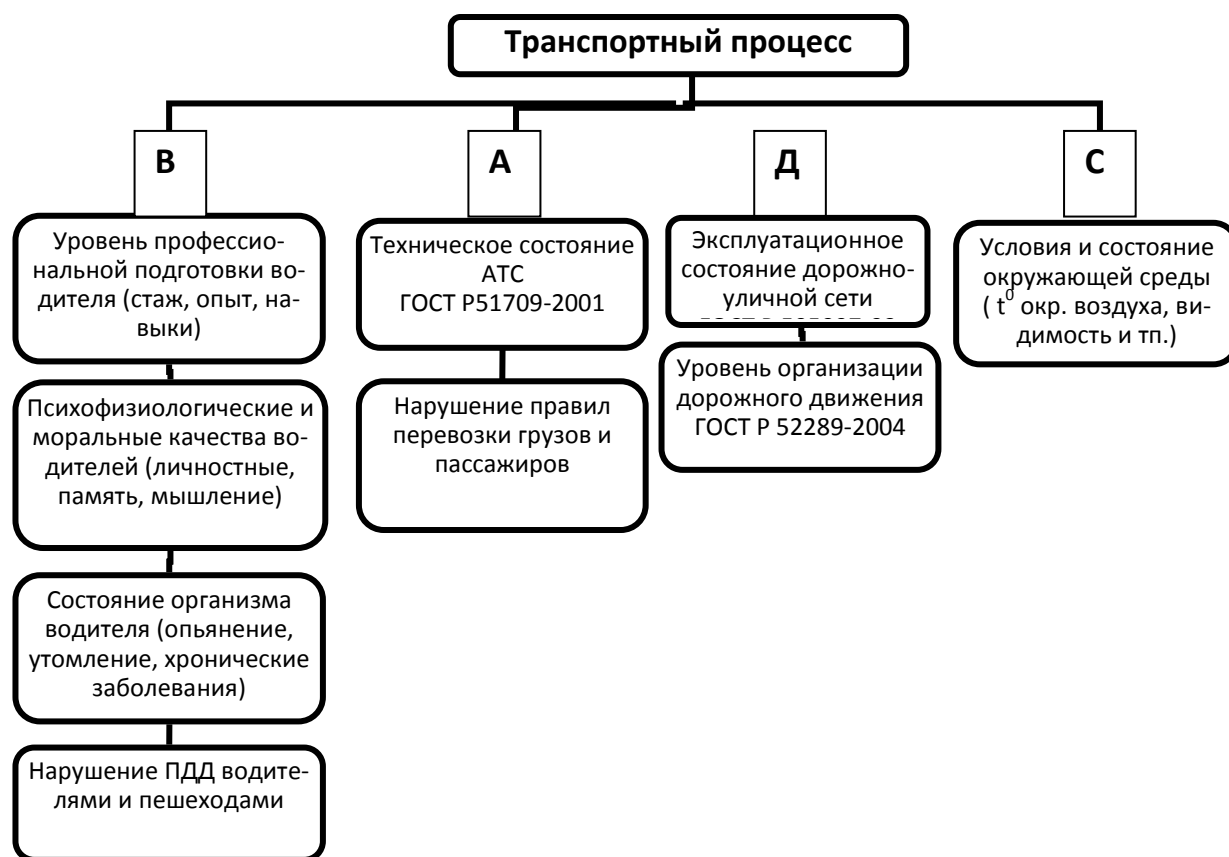 Транспортный процесс
В
А
Д
С
Уровень профессио-
нальной подготовки во-
дителя (стаж, опыт, на-
выки)
Психофизиологические и
моральные качества во-
дителей (личностные,
память, мышление)
Состояние организма
водителя (опьянение,
утомление, хронические
заболевания)
Нарушение ПДД водите-
лями и пешеходами
Техническое состояние
АТС
ГОСТ Р51709-2001
Нарушение правил
перевозки грузов и
пассажиров
Эксплуатационное
состояние дорожно-
уличной сети
Уровень организации
дорожного движения
ГОСТ Р 52289-2004
Условия и состояние
окружающей среды
( t⁰ окр. воздуха, ви-
димость и тп.)